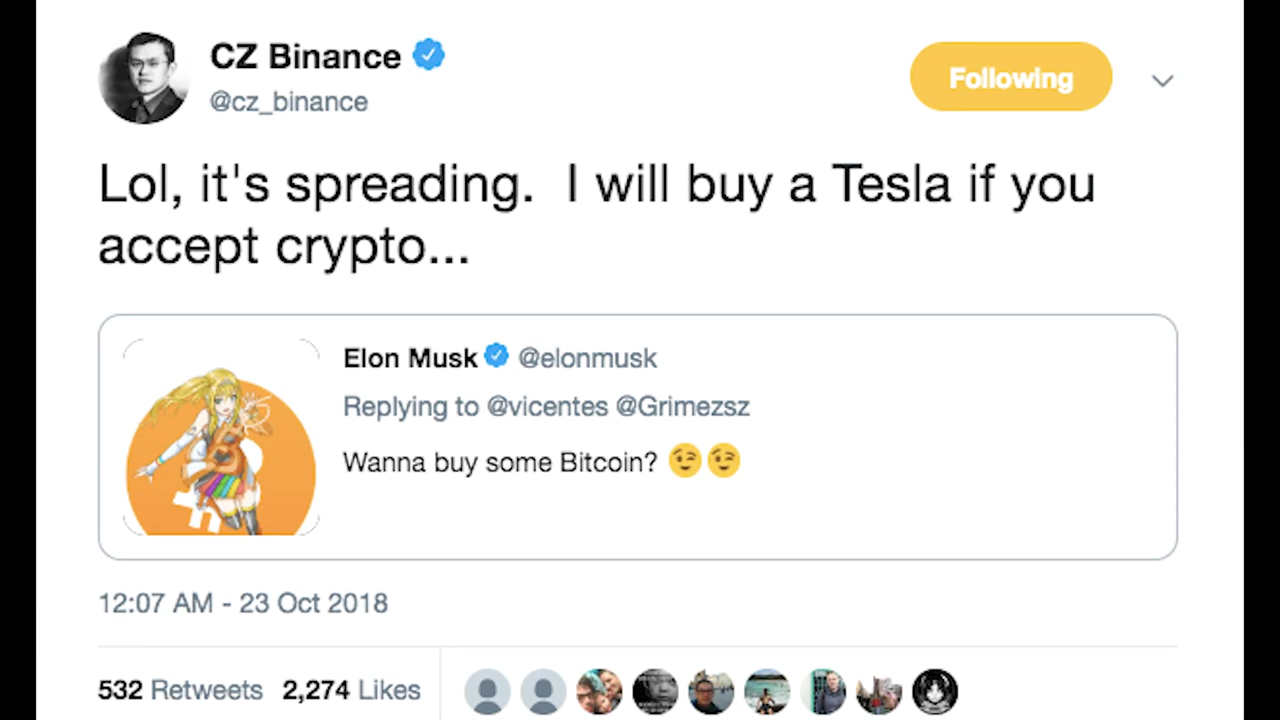 CZ Binance
@cz_binance
Following
Lol, it's spreading.  I will buy a Tesla if you
accept crypto...
Elon Musk @elonmusk
Replying to @vicentes @Grimezsz
Wanna buy some Bitcoin? 😉😉
12:07 AM - 23 Oct 2018
532 Retweets 2,274 Likes